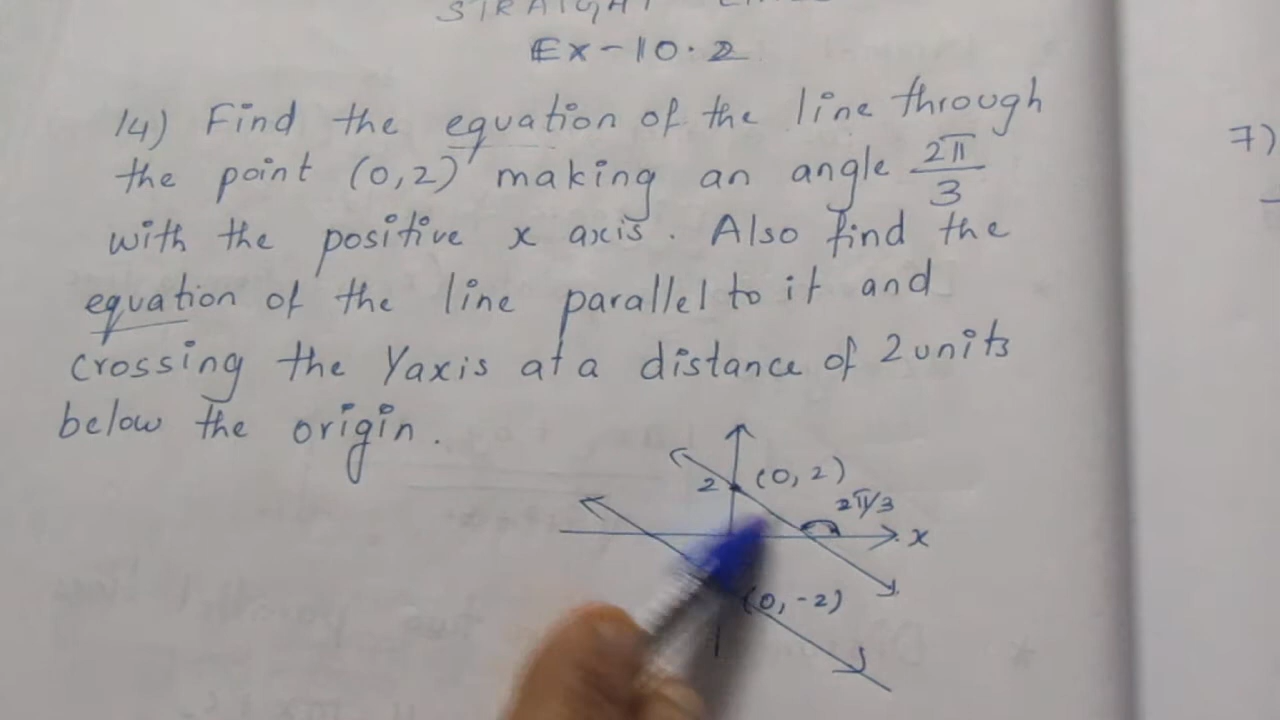 Ex-10.2
14) Find the equation of the line through
the point (0,2) making an angle 2π/3
with the positive x axis. Also find the
equation of the line parallel to it and
crossing the Yaxis at a distance of 2 units
below the origin.
2 (0, 2)
2π/3
x
(0, -2)
7)